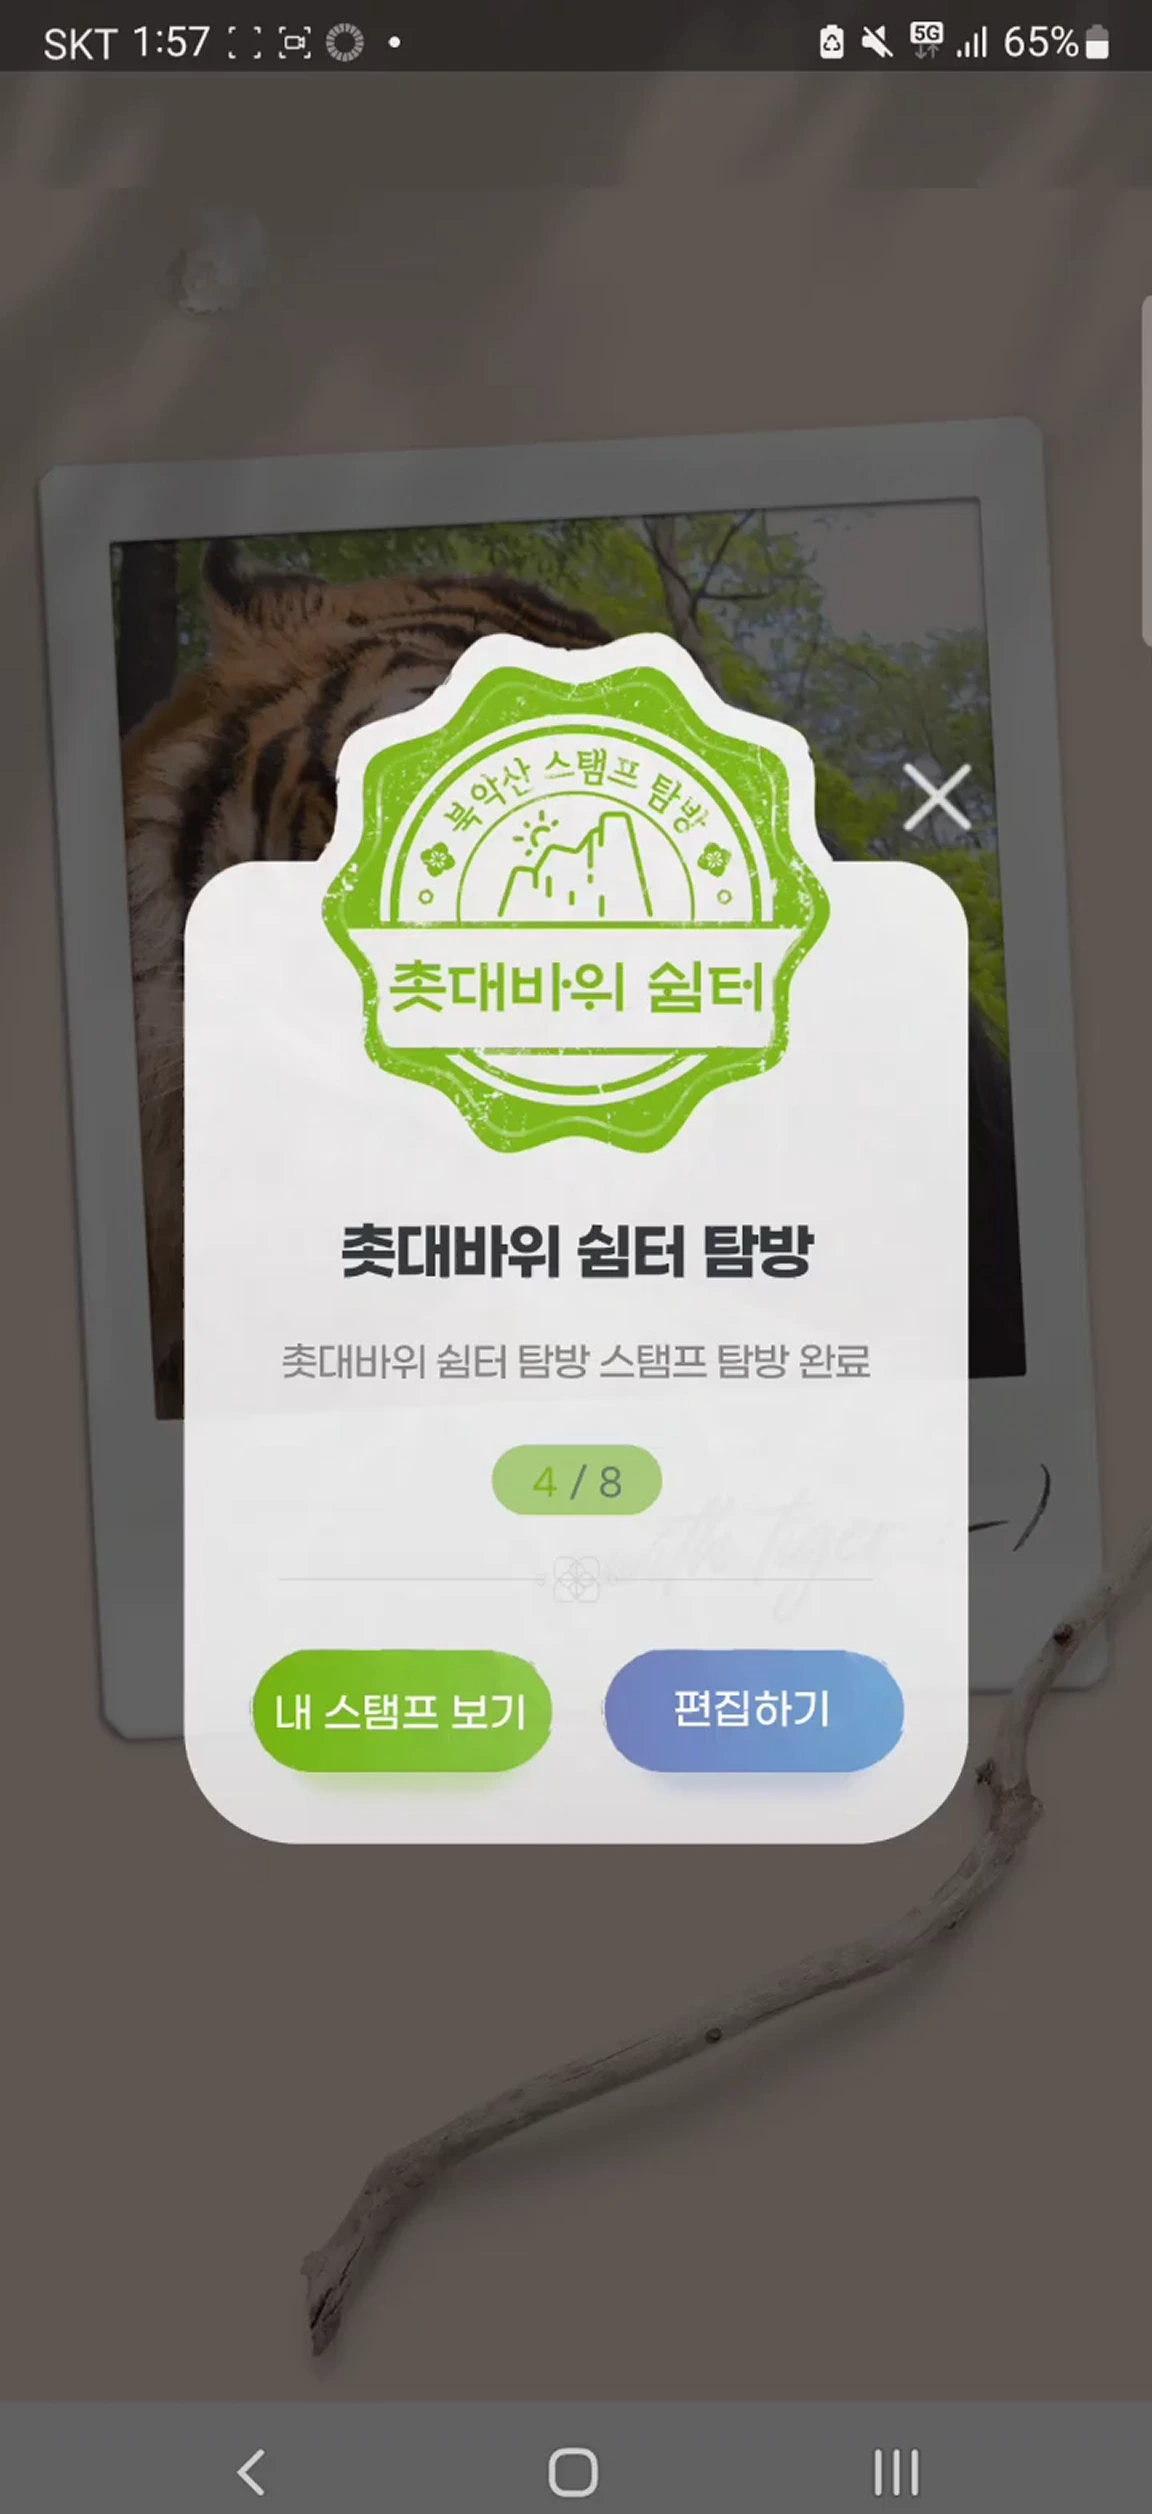 SKT 1:57
5G
65%
북악산 스탬프 탐방
촛대바위 쉼터
촛대바위 쉼터 탐방
촛대바위 쉼터 탐방 스탬프 탐방 완료
4 / 8
with tiger
내 스탬프 보기
편집하기